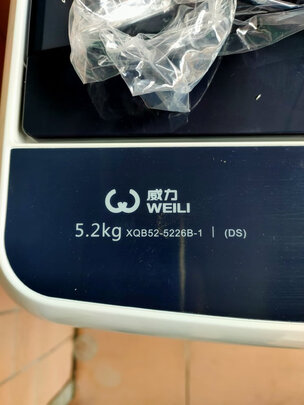 威力
WEILI
5.2kg XQB52-5226B-1 | (DS)